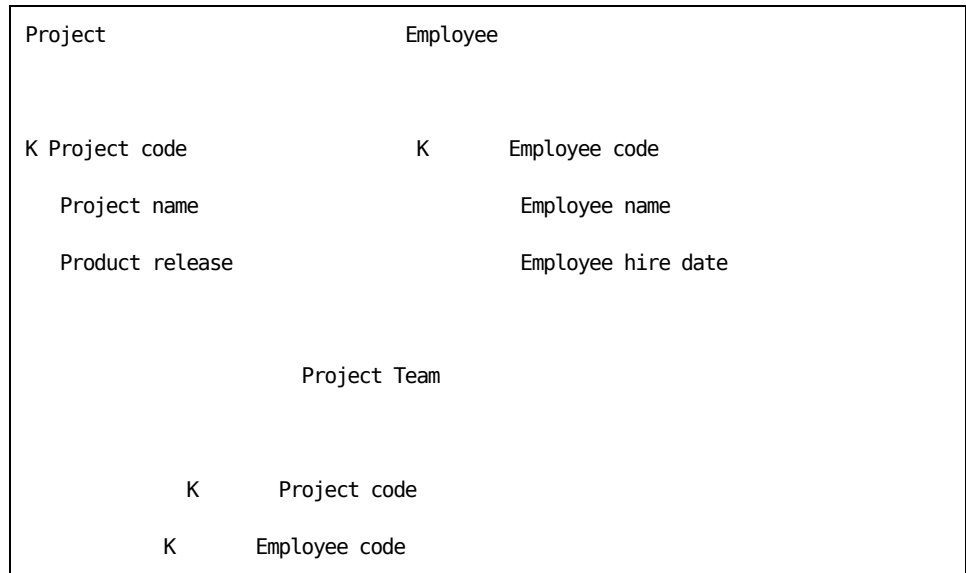 Project Employee
K Project code K Employee code
Project name Employee name
Product release Employee hire date
Project Team
K Project code
K Employee code